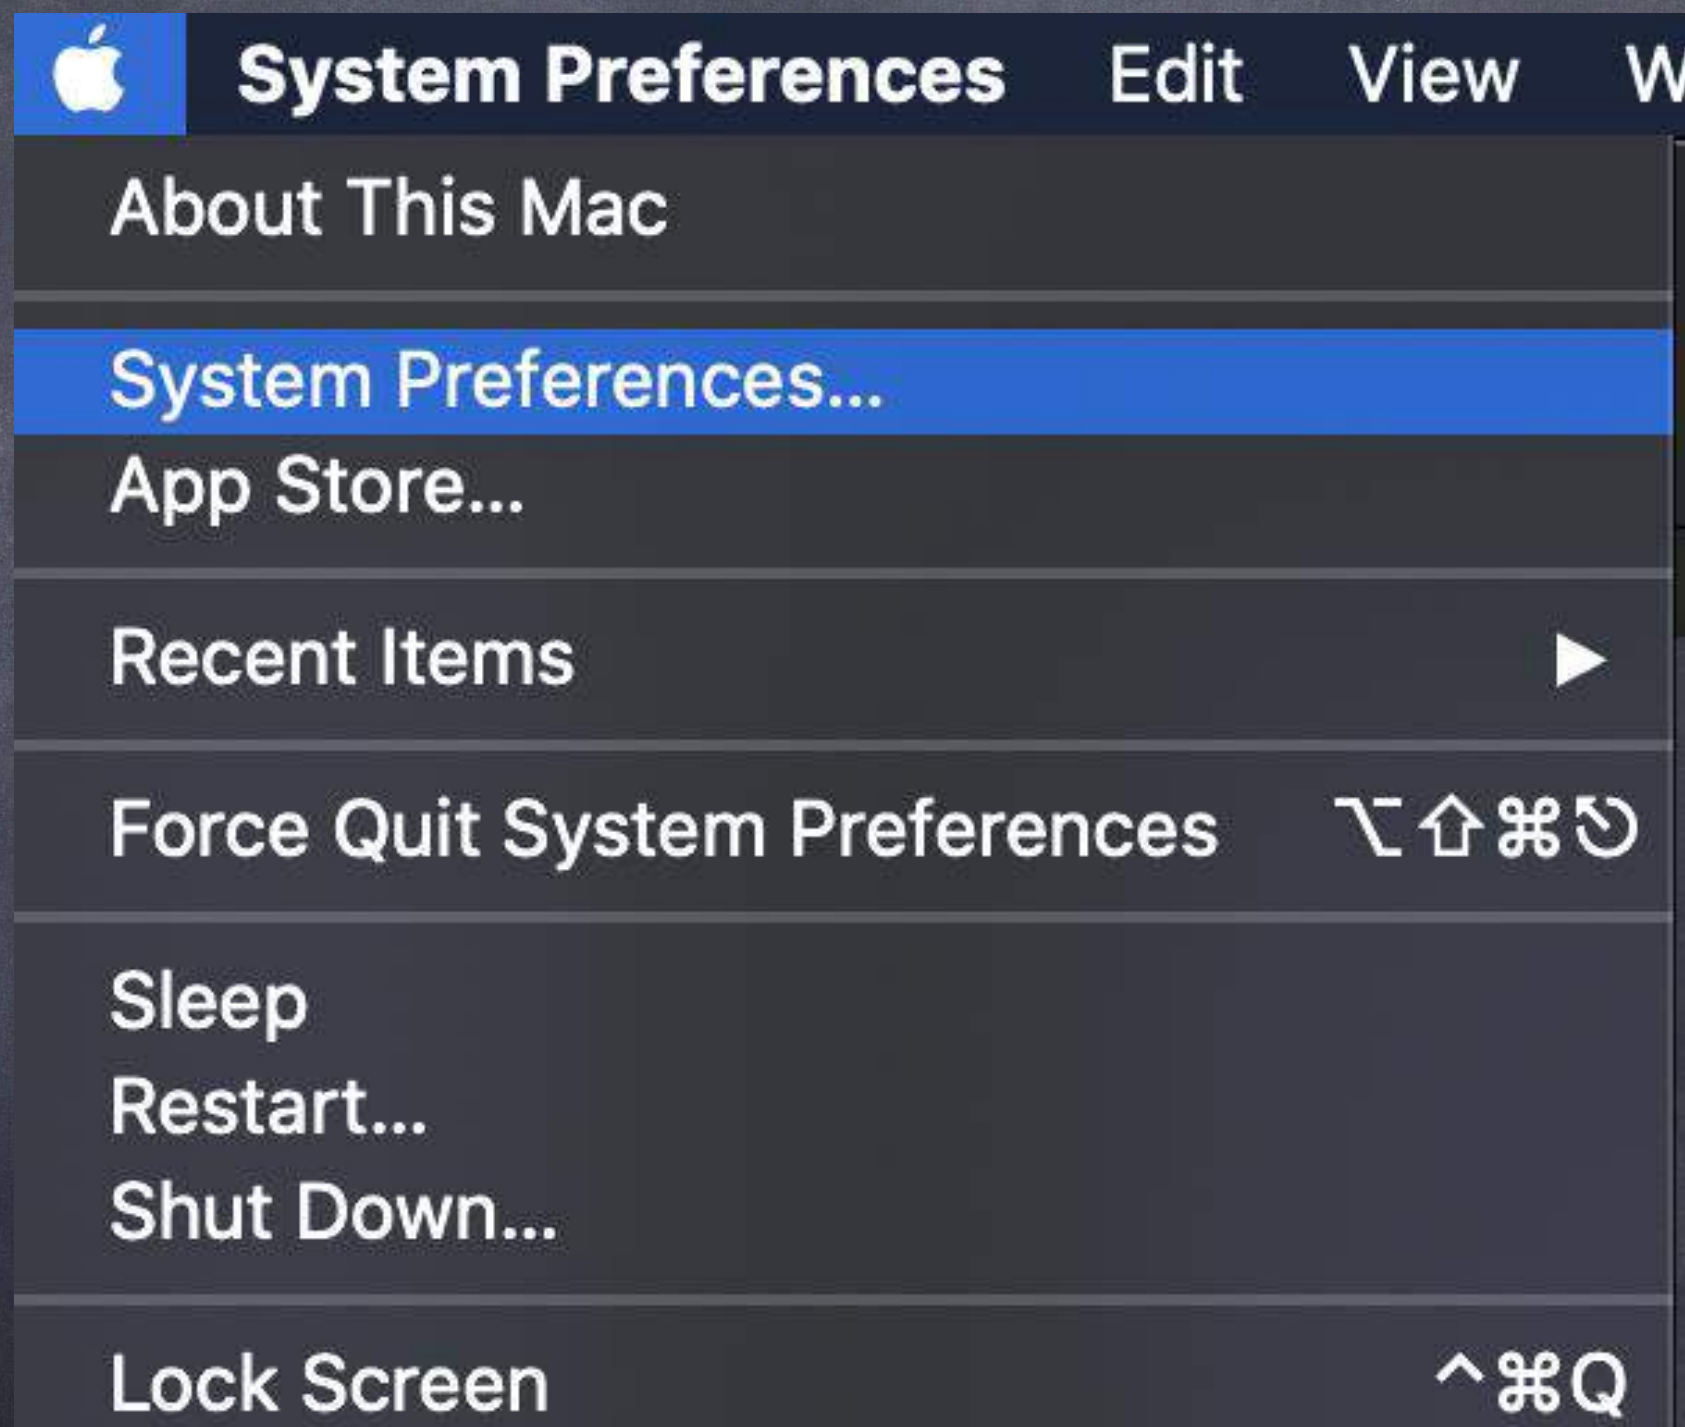 System Preferences Edit View W
About This Mac
System Preferences...
App Store...
Recent Items ▶
Force Quit System Preferences ⌥⇧⌘⎋
Sleep
Restart...
Shut Down...
Lock Screen ^⌘Q